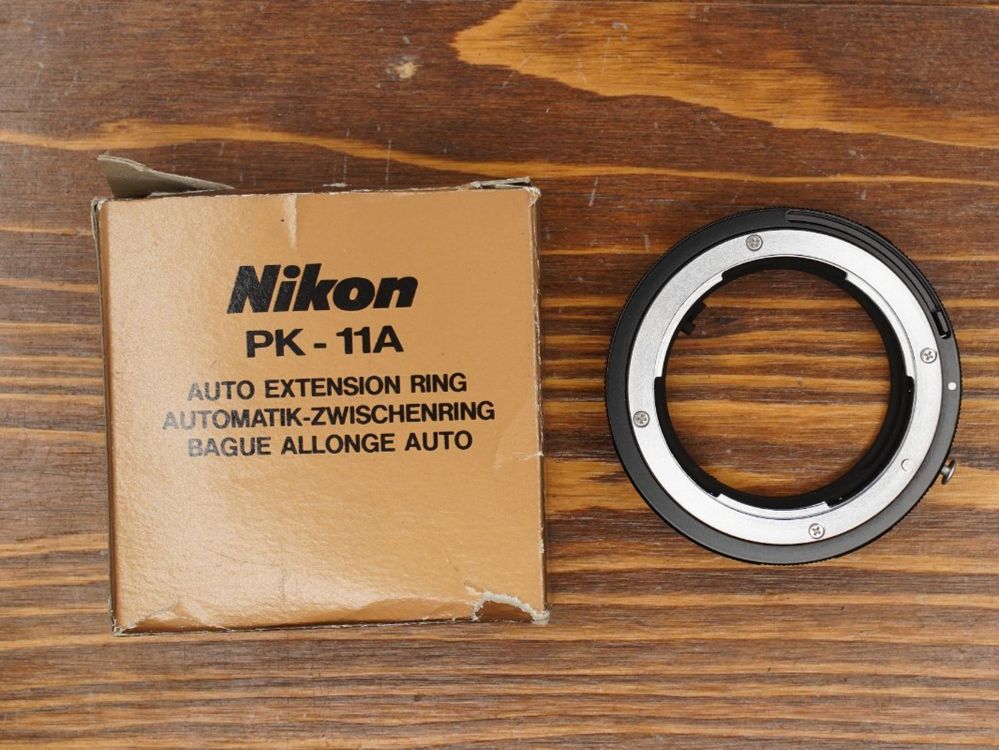 Nikon
PK-11A
AUTO EXTENSION RING
AUTOMATIK-ZWISCHENRING
BAGUE ALLONGE AUTO